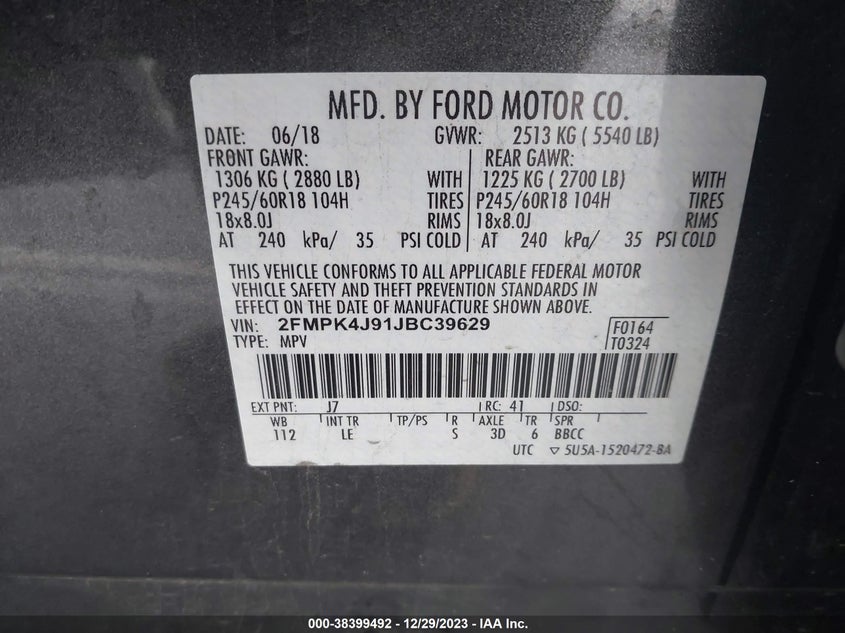 MFD. BY FORD MOTOR CO.
DATE: 06/18 GVWR: 2513 KG ( 5540 LB)
FRONT GAWR: REAR GAWR:
1306 KG ( 2880 LB) WITH 1225 KG ( 2700 LB) WITH
P245/60R18 104H TIRES P245/60R18 104H TIRES
18x8.0J RIMS 18x8.0J RIMS
AT 240 kPa/ 35 PSI COLD AT 240 kPa/ 35 PSI COLD
THIS VEHICLE CONFORMS TO ALL APPLICABLE FEDERAL MOTOR
VEHICLE SAFETY AND THEFT PREVENTION STANDARDS IN
EFFECT ON THE DATE OF MANUFACTURE SHOWN ABOVE.
VIN: 2FMPK4J91JBC39629 F0164
TYPE: MPV T0324
EXT PNT: J7 RC: 41 DSO:
WB INT TR TP/PS R AXLE TR SPR
112 LE S 3D 6 BBCC
UTC ▽ 5U5A-1520472-BA
000-38399492 - 12/29/2023 - IAA Inc.